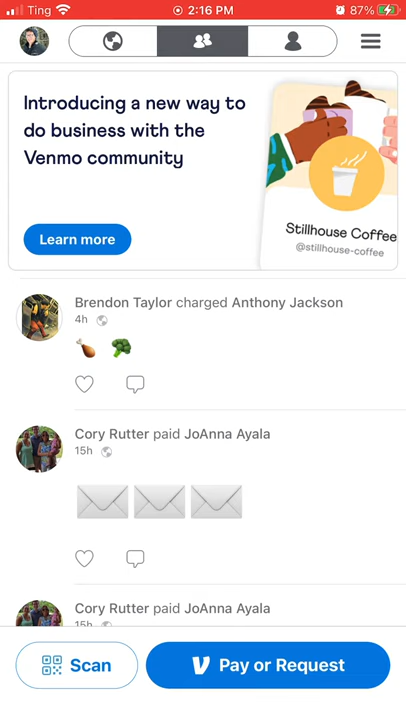 Ting 2:16 PM 87%
Introducing a new way to
do business with the
Venmo community
Learn more
Stillhouse Coffee
@stillhouse-coffee
Brendon Taylor charged Anthony Jackson
4h
Cory Rutter paid JoAnna Ayala
15h
Cory Rutter paid JoAnna Ayala
15h
Scan
Pay or Request